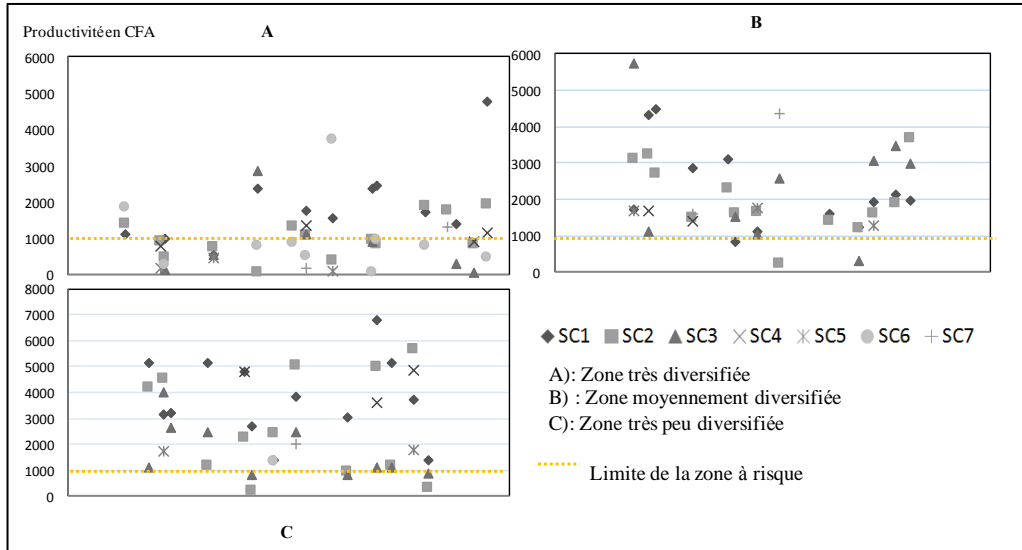 Productivité en CFA
A
B
6000
5000
4000
3000
2000
1000
0
6000
5000
4000
3000
2000
1000
0
8000
7000
6000
5000
4000
3000
2000
1000
0
SC1 SC2 SC3 SC4 SC5 SC6 SC7
A): Zone très diversifiée
B) : Zone moyennement diversifiée
C): Zone très peu diversifiée
Limite de la zone à risque
C